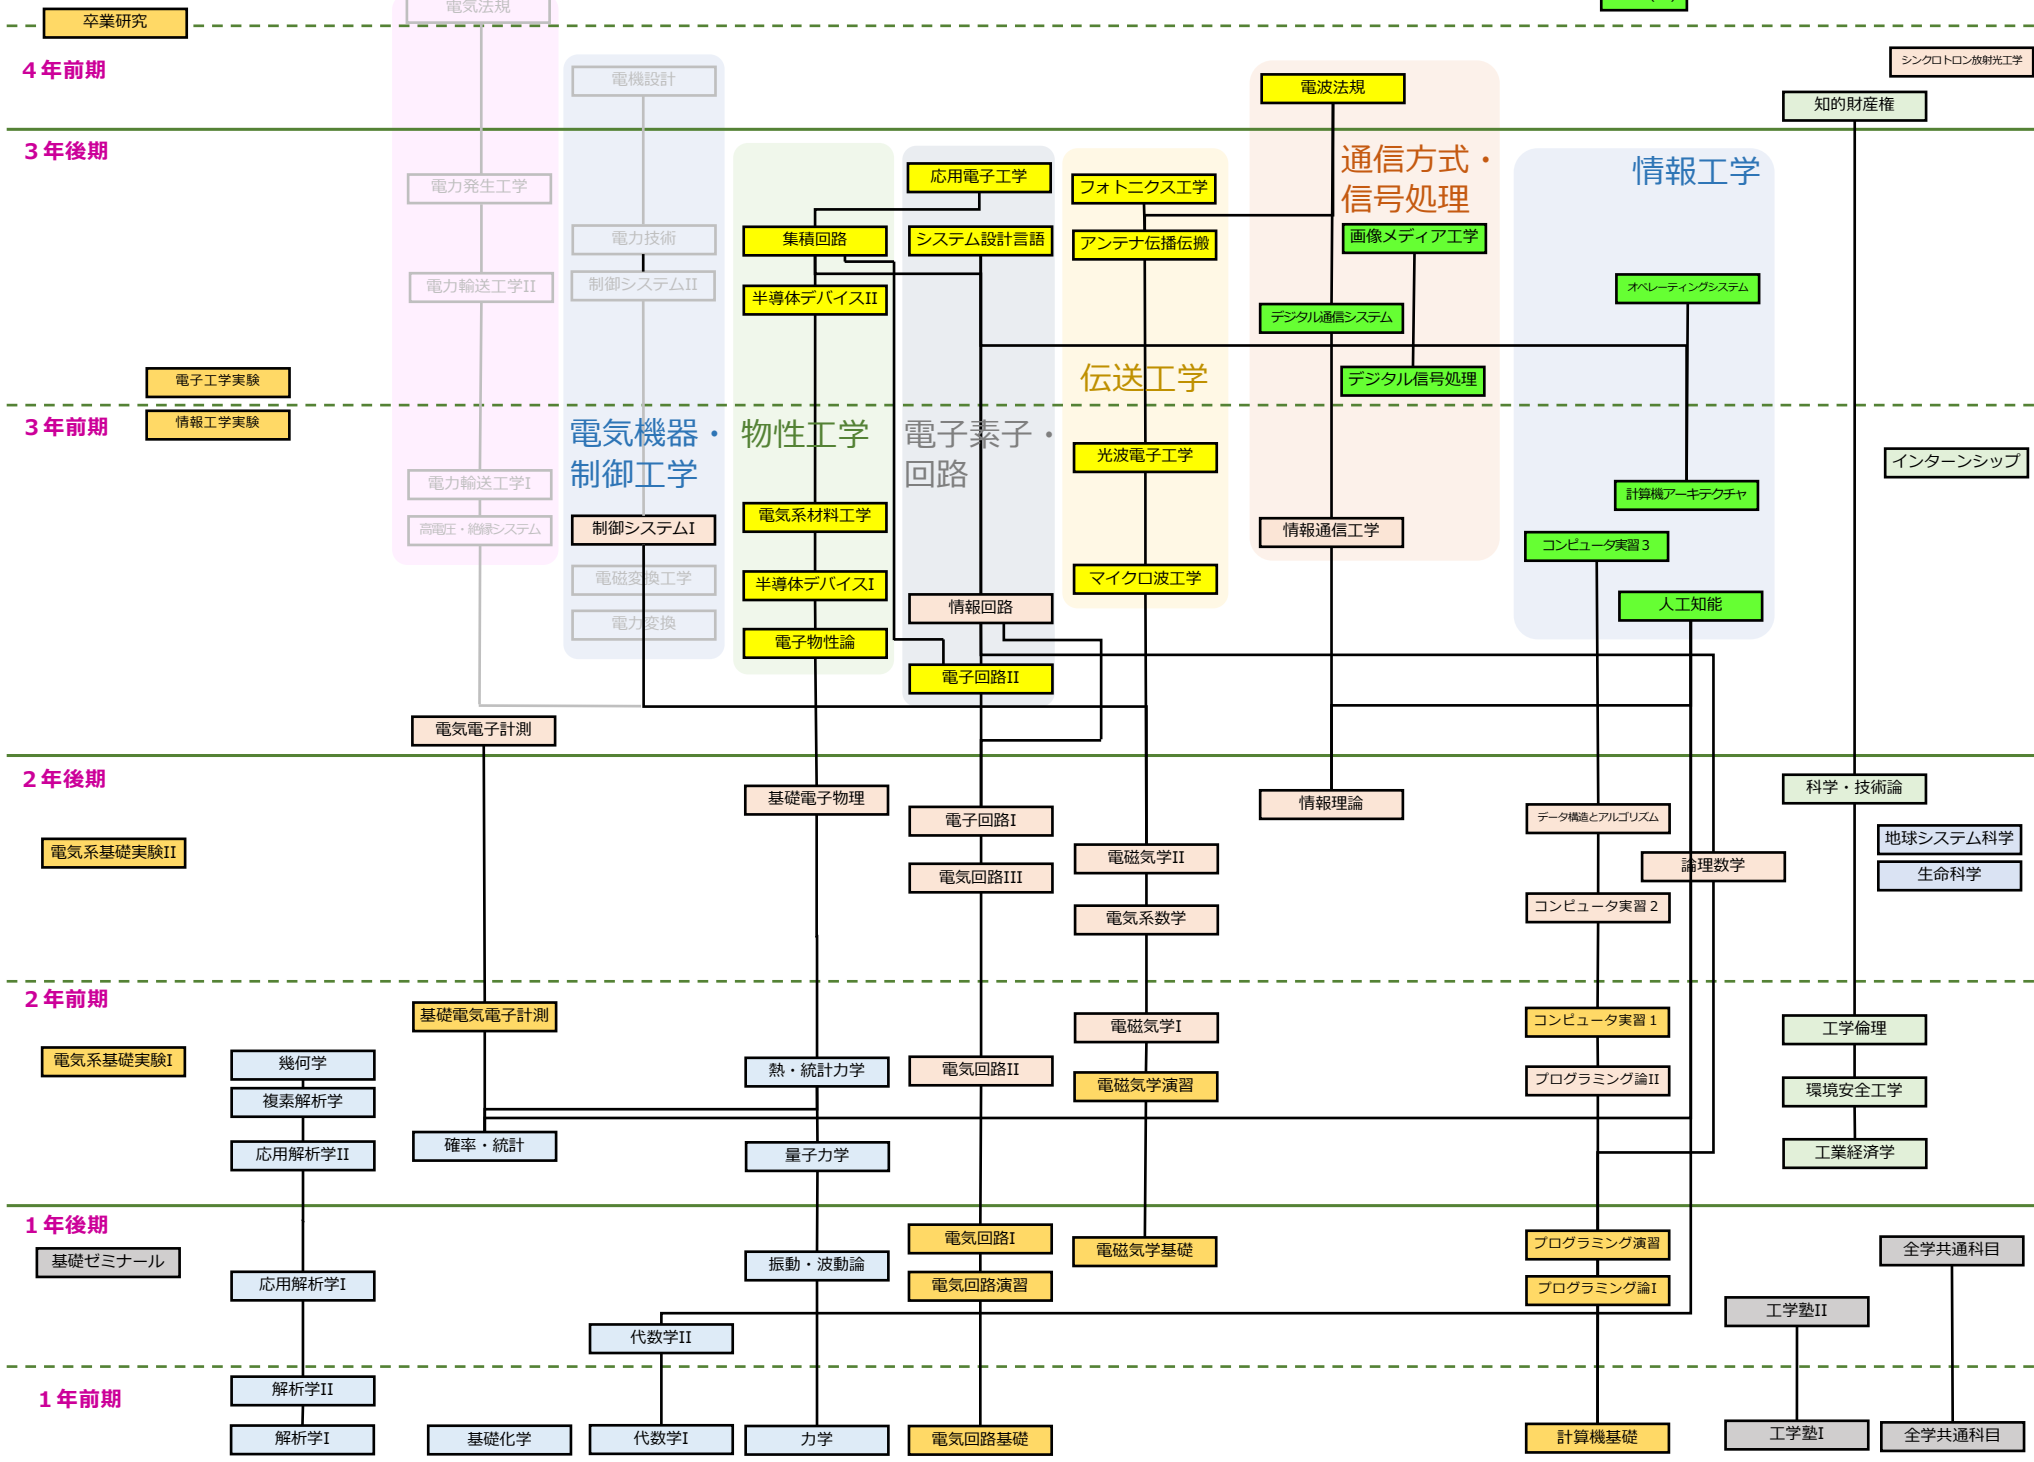 電気法規
卒業研究
4年前期
電機設計
電波法規
シンクロトロン放射光工学
知的財産権
3年後期
通信方式・
信号処理
情報工学
電力発生工学
応用電子工学
フォトニクス工学
電力技術
集積回路
システム設計言語
アンテナ伝播伝搬
画像メディア工学
電力輸送工学II
制御システムII
半導体デバイスII
オペレーティングシステム
デジタル通信システム
電子工学実験
伝送工学
デジタル信号処理
3年前期
情報工学実験
電気機器・
制御工学
物性工学
電子素子・
回路
光波電子工学
インターンシップ
電力輸送工学I
計算機アーキテクチャ
高電圧・絶縁システム
制御システムI
電気系材料工学
情報通信工学
コンピュータ実習3
電磁変換工学
半導体デバイスI
マイクロ波工学
電力変換
情報回路
人工知能
電子物性論
電子回路II
電気電子計測
2年後期
基礎電子物理
情報理論
科学・技術論
電子回路I
データ構造とアルゴリズム
地球システム科学
電気系基礎実験II
電磁気学II
論理数学
生命科学
電気回路III
電気系数学
コンピュータ実習2
2年前期
基礎電気電子計測
電磁気学I
コンピュータ実習1
工学倫理
電気系基礎実験I
幾何学
熱・統計力学
電気回路II
電磁気学演習
プログラミング論II
環境安全工学
複素解析学
応用解析学II
確率・統計
量子力学
工業経済学
1年後期
基礎ゼミナール
電気回路I
電磁気学基礎
プログラミング演習
全学共通科目
応用解析学I
振動・波動論
電気回路演習
プログラミング論I
代数学II
工学塾II
1年前期
解析学II
解析学I
基礎化学
代数学I
力学
電気回路基礎
計算機基礎
工学塾I
全学共通科目